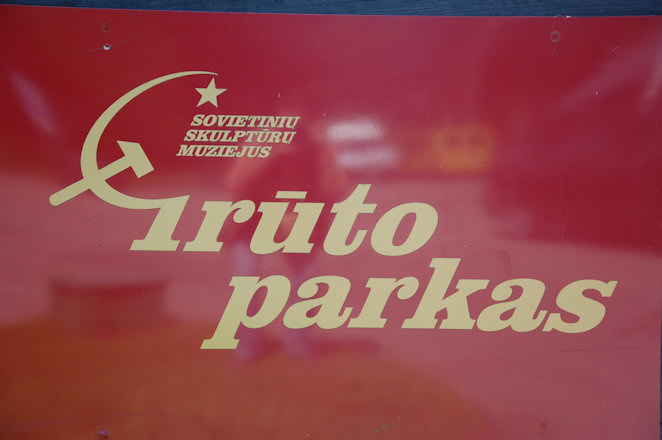 SOVIETINIŲ
SKULPTŪRŲ
MUZIEJUS
Grūto
parkas